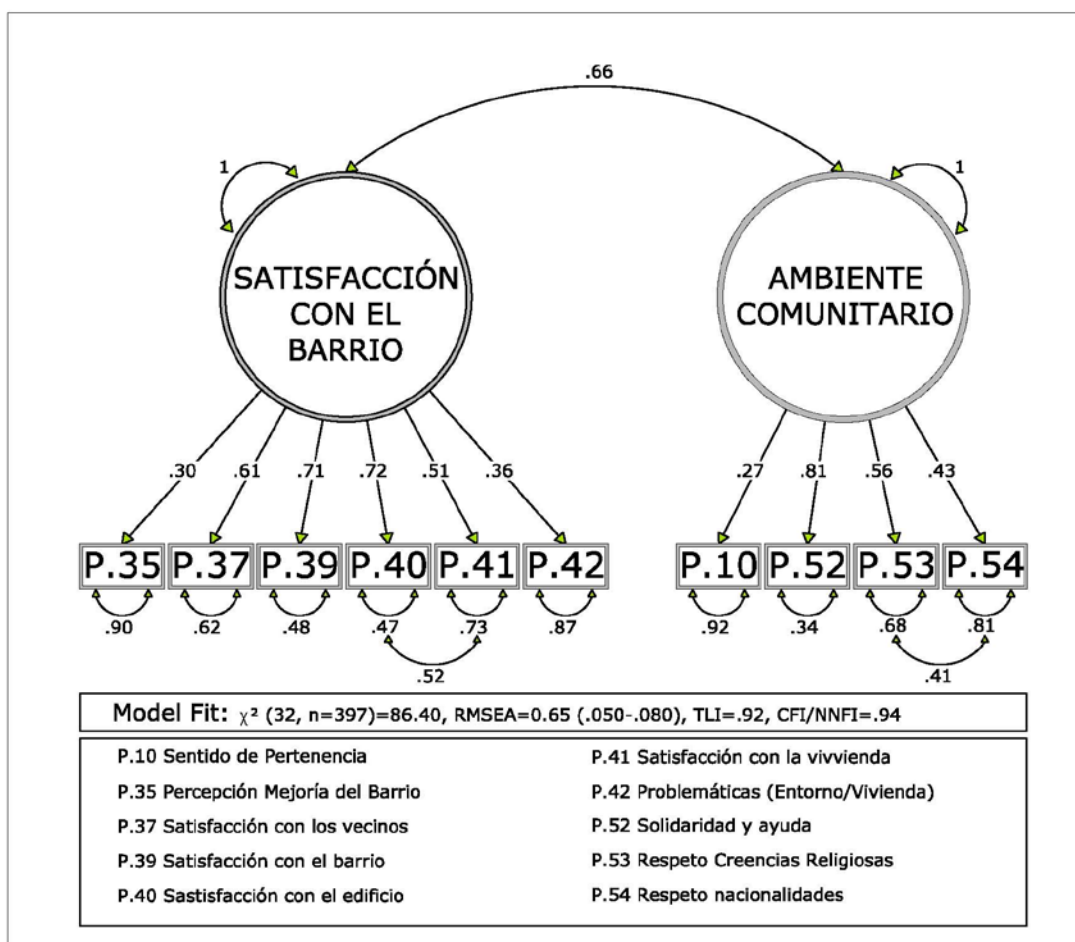 .66
1
1
SATISFACCIÓN
CON EL
BARRIO
AMBIENTE
COMUNITARIO
.30 .61 .71 .72 .51 .36
.27 .81 .56 .43
P.35 P.37 P.39 P.40 P.41 P.42
P.10 P.52 P.53 P.54
.90 .62 .48 .47 .73 .87
.92 .34 .68 .81
.52
.41
Model Fit: χ² (32, n=397)=86.40, RMSEA=0.65 (.050-.080), TLI=.92, CFI/NNFI=.94
P.10 Sentido de Pertenencia
P.35 Percepción Mejoría del Barrio
P.37 Satisfacción con los vecinos
P.39 Satisfacción con el barrio
P.40 Sastisfacción con el edificio
P.41 Satisfacción con la vivvienda
P.42 Problemáticas (Entorno/Vivienda)
P.52 Solidaridad y ayuda
P.53 Respeto Creencias Religiosas
P.54 Respeto nacionalidades